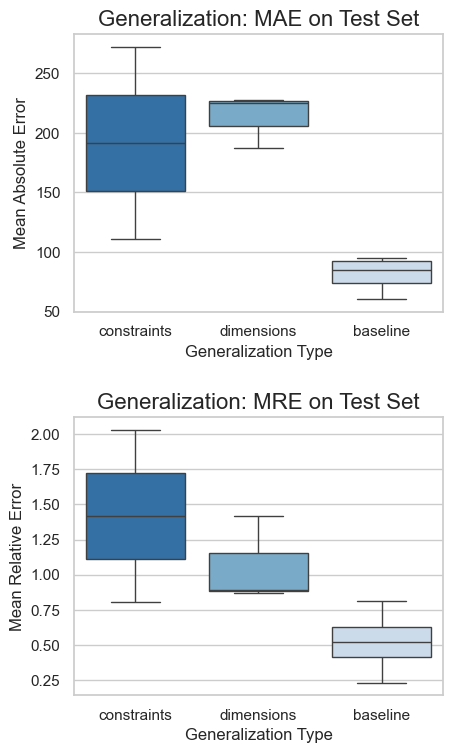 Generalization: MAE on Test Set
Mean Absolute Error
250
200
150
100
50
constraints dimensions baseline
Generalization Type
Generalization: MRE on Test Set
Mean Relative Error
2.00
1.75
1.50
1.25
1.00
0.75
0.50
0.25
constraints dimensions baseline
Generalization Type